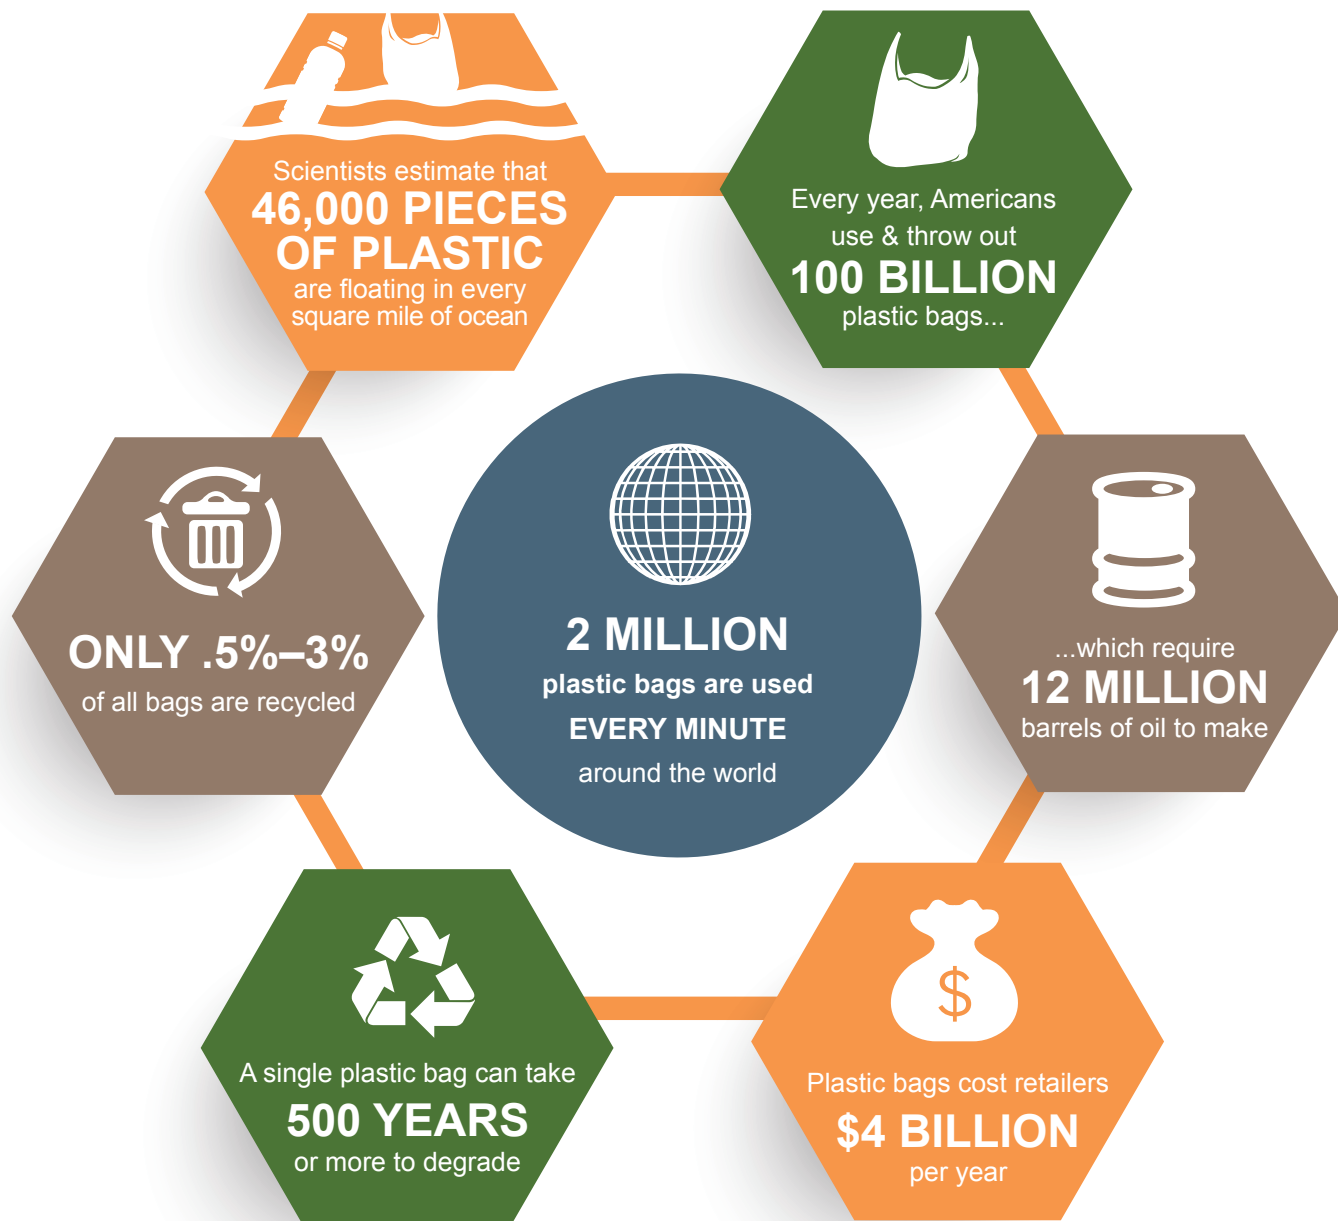 Scientists estimate that
46,000 PIECES
OF PLASTIC
are floating in every
square mile of ocean
Every year, Americans
use & throw out
100 BILLION
plastic bags...
ONLY .5%–3%
of all bags are recycled
2 MILLION
plastic bags are used
EVERY MINUTE
around the world
...which require
12 MILLION
barrels of oil to make
A single plastic bag can take
500 YEARS
or more to degrade
$
Plastic bags cost retailers
$4 BILLION
per year